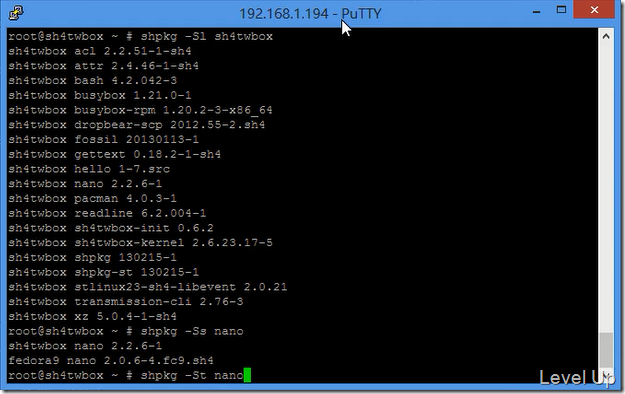 192.168.1.194 - PuTTY
root@sh4twbox ~ # shpkg -Sl sh4twbox
sh4twbox acl 2.2.51-1-sh4
sh4twbox attr 2.4.46-1-sh4
sh4twbox bash 4.2.042-3
sh4twbox busybox 1.21.0-1
sh4twbox busybox-rpm 1.20.2-3-x86_64
sh4twbox dropbear-scp 2012.55-2.sh4
sh4twbox fossil 20130113-1
sh4twbox gettext 0.18.2-1-sh4
sh4twbox hello 1-7.src
sh4twbox nano 2.2.6-1
sh4twbox pacman 4.0.3-1
sh4twbox readline 6.2.004-1
sh4twbox sh4twbox-init 0.6.2
sh4twbox sh4twbox-kernel 2.6.23.17-5
sh4twbox shpkg 130215-1
sh4twbox shpkg-st 130215-1
sh4twbox stlinux23-sh4-libevent 2.0.21
sh4twbox transmission-cli 2.76-3
sh4twbox xz 5.0.4-1-sh4
root@sh4twbox ~ # shpkg -Ss nano
sh4twbox nano 2.2.6-1
fedora9 nano 2.0.6-4.fc9.sh4
root@sh4twbox ~ # shpkg -St nano
Level Up